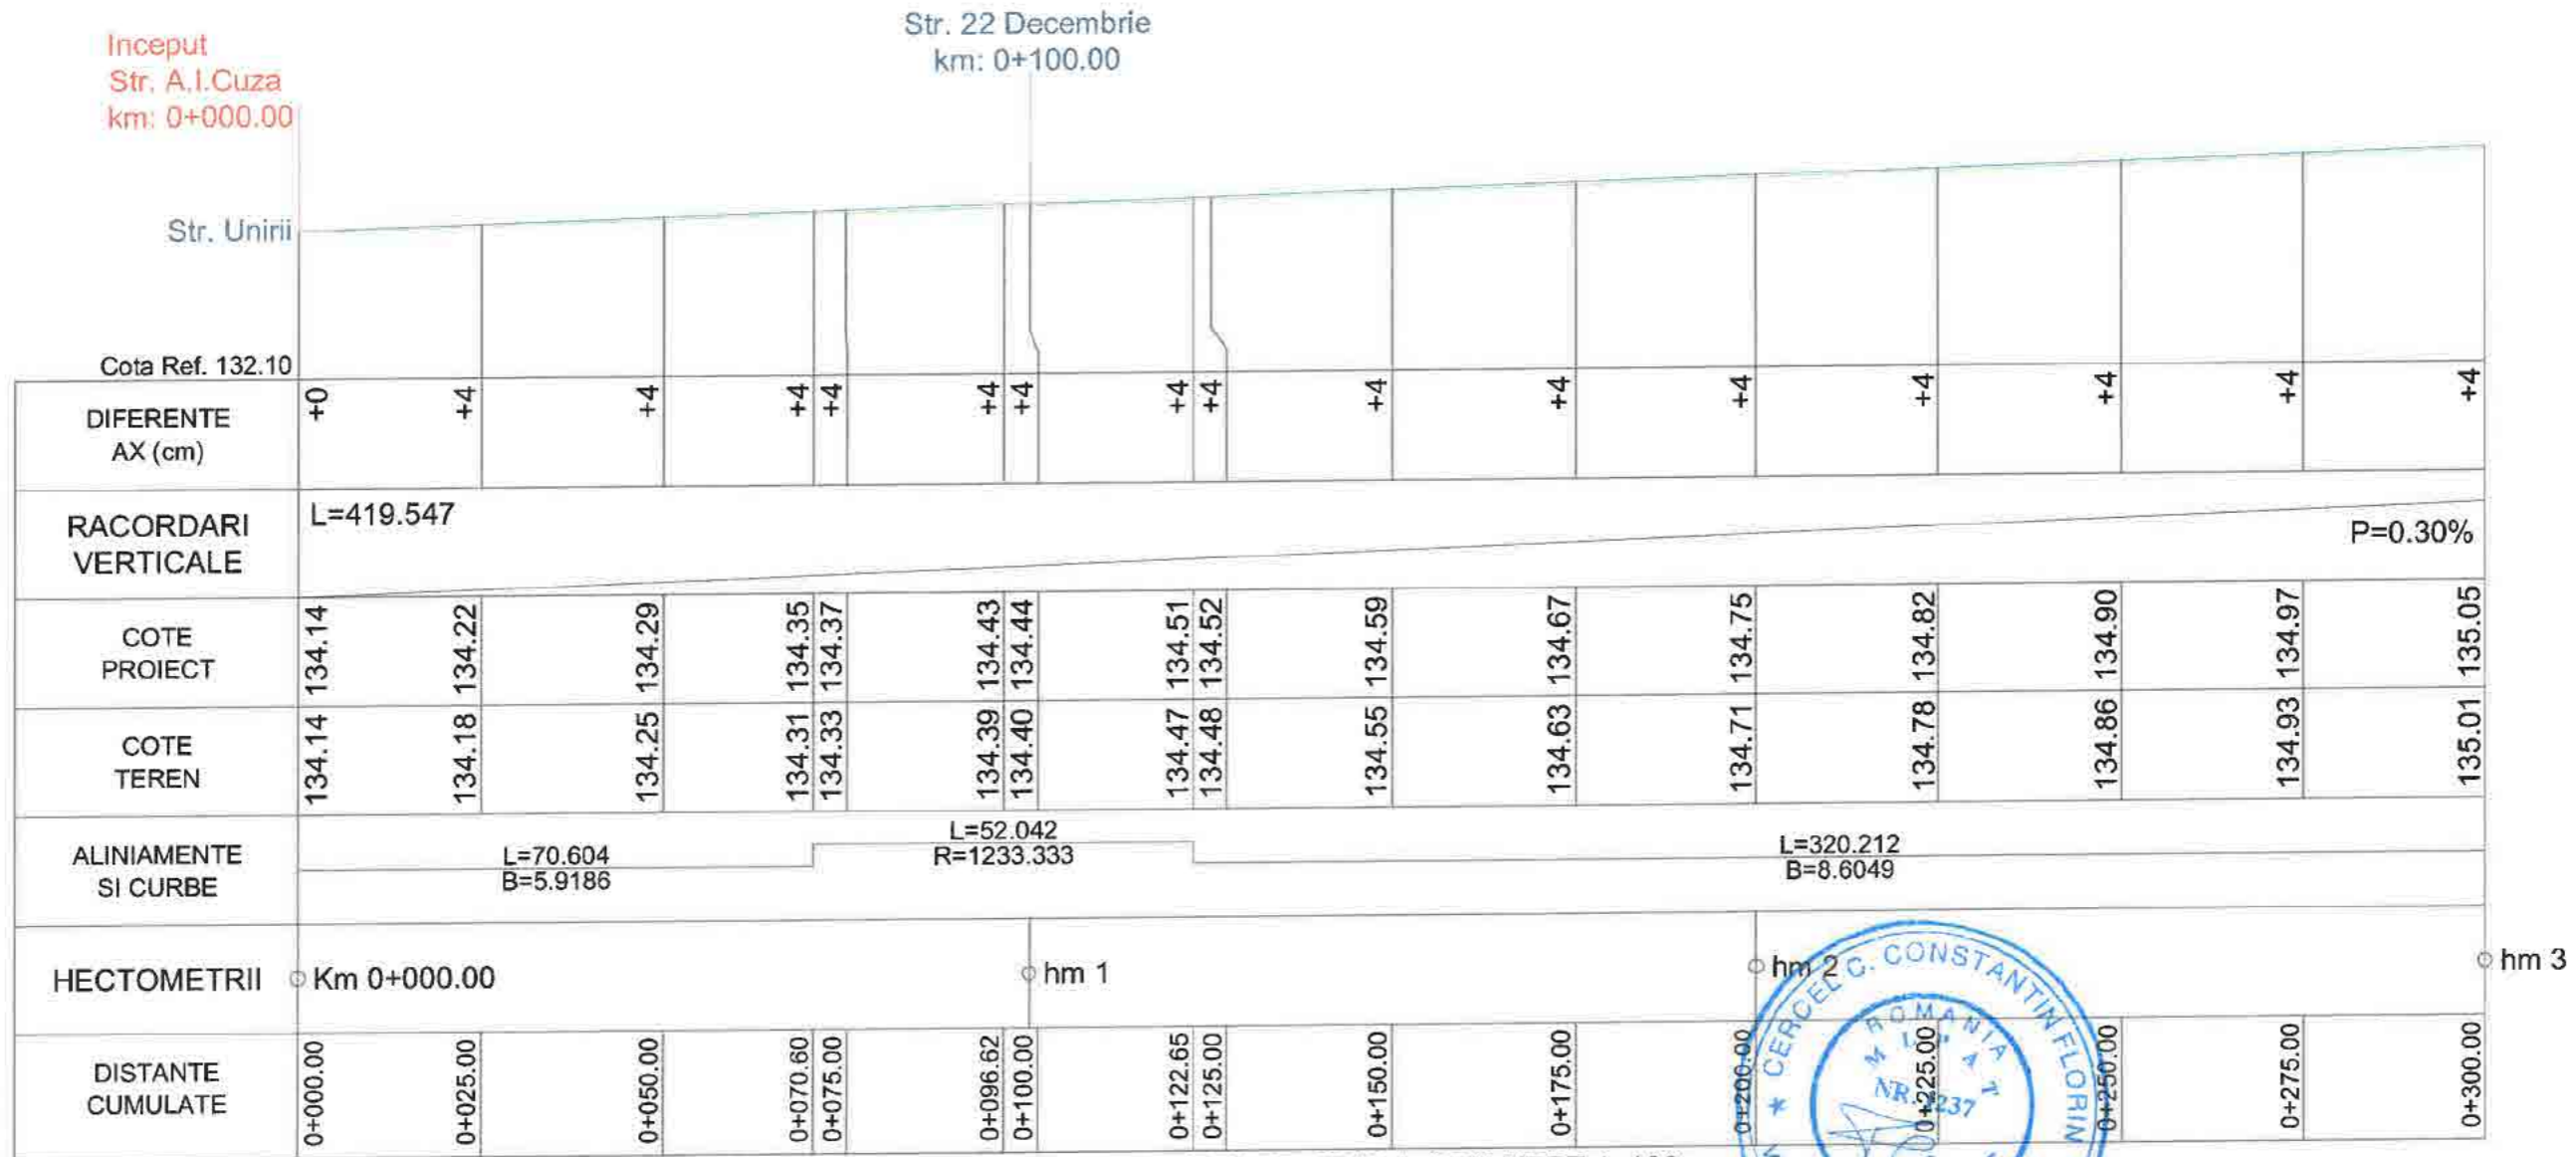 Inceput
Str. A.I.Cuza
km: 0+000.00
Str. 22 Decembrie
km: 0+100.00
Str. Unirii
Cota Ref. 132.10
DIFERENTE
AX (cm)
+0 +4 +4 +4 +4 +4 +4 +4 +4 +4 +4 +4 +4 +4 +4 +4
RACORDARI
VERTICALE
L=419.547
P=0.30%
COTE
PROIECT
134.14 134.22 134.29 134.35 134.37 134.43 134.44 134.51 134.52 134.59 134.67 134.75 134.82 134.90 134.97 135.05
COTE
TEREN
134.14 134.18 134.25 134.31 134.33 134.39 134.40 134.47 134.48 134.55 134.63 134.71 134.78 134.86 134.93 135.01
ALINIAMENTE
SI CURBE
L=70.604
B=5.9186
L=52.042
R=1233.333
L=320.212
B=8.6049
HECTOMETRII
Km 0+000.00
hm 1
hm 2
hm 3
DISTANTE
CUMULATE
0+000.00 0+025.00 0+050.00 0+070.60 0+075.00 0+096.62 0+100.00 0+122.65 0+125.00 0+150.00 0+175.00 0+200.00 0+225.00 0+250.00 0+275.00 0+300.00
★ CERCEL C. CONSTANTIN FLORIN
ROMANIA
NR. 1237